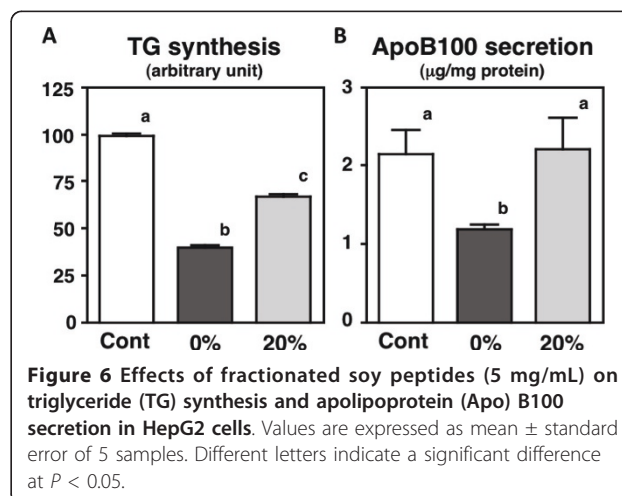 A
TG synthesis
(arbitrary unit)
125
100
75
50
25
0
a
b
c
Cont 0% 20%
B
ApoB100 secretion
(μg/mg protein)
3
2
1
0
a
b
a
Cont 0% 20%
Figure 6 Effects of fractionated soy peptides (5 mg/mL) on
triglyceride (TG) synthesis and apolipoprotein (Apo) B100
secretion in HepG2 cells. Values are expressed as mean ± standard
error of 5 samples. Different letters indicate a significant difference
at P < 0.05.